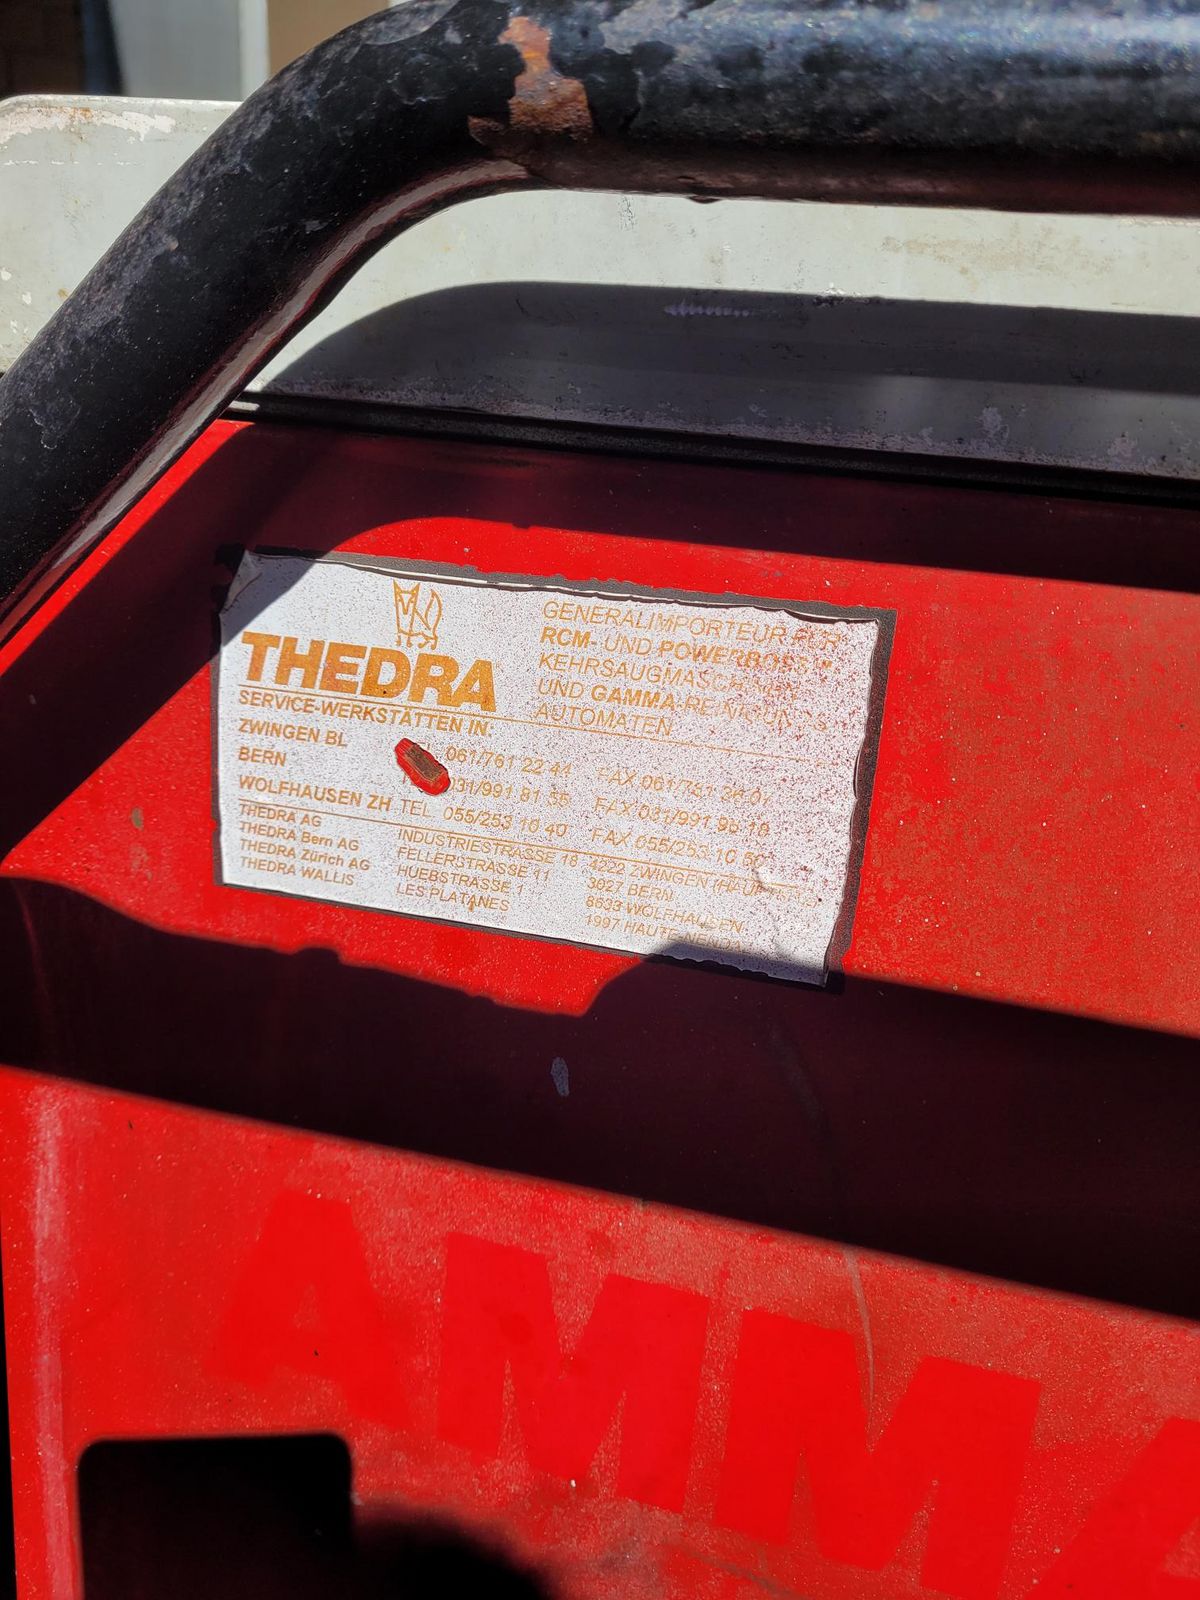 THEDRA
GENERALIMPORTEUR FÜR
RCM- UND POWERBOSS
KEHRSAUGMASCHINEN
UND GAMMA-REINIGUNGS
AUTOMATEN
SERVICE-WERKSTÄTTEN IN:
ZWINGEN BL 061/761 22 44 FAX 061/761
BERN 031/991 81 FAX 031/991
WOLFHAUSEN ZH TEL. 055/253 10 40 FAX 055/253 10
THEDRA AG INDUSTRIESTRASSE 18 4222 ZWINGEN
THEDRA Bern AG FELLERSTRASSE 11 3027 BERN
THEDRA Zürich AG HUEBSTRASSE 1 8633 WOLFHAUSEN
THEDRA WALLIS LES PLATANES 1997 HAUTE-NENDAZ
AMMA